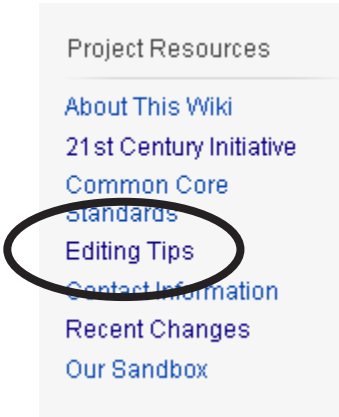 Project Resources
About This Wiki
21st Century Initiative
Common Core
Standards
Editing Tips
Contact Information
Recent Changes
Our Sandbox